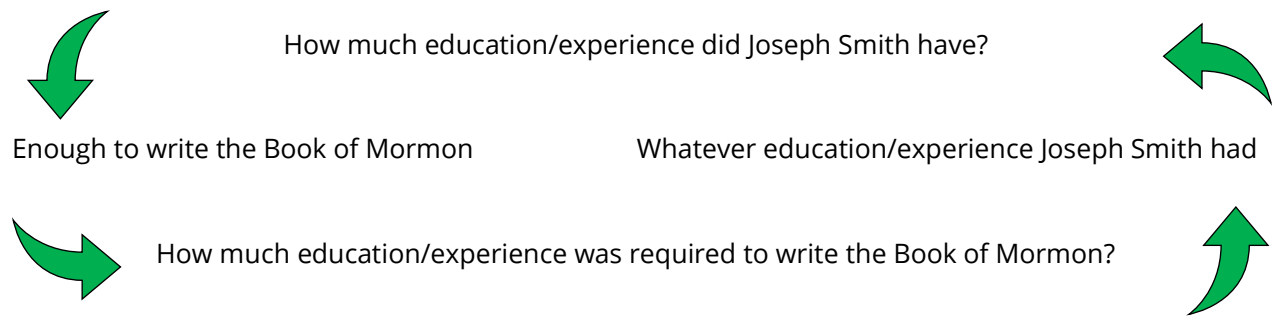 How much education/experience did Joseph Smith have?
Enough to write the Book of Mormon
Whatever education/experience Joseph Smith had
How much education/experience was required to write the Book of Mormon?